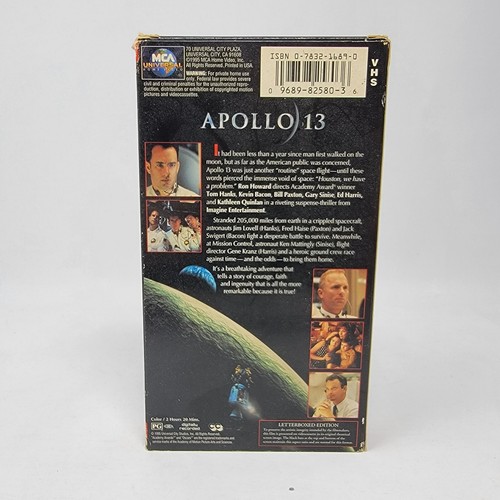 MCA
UNIVERSAL
70 UNIVERSAL CITY PLAZA,
UNIVERSAL CITY, CA 91608
©1995 MCA Home Video, Inc.
All Rights Reserved. Printed in USA
WARNING: For private home use
only. Federal law provides severe
civil and criminal penalties for the unauthorized repro-
duction, distribution or exhibition of copyrighted motion
pictures and videocassettes.
ISBN 0-7832-1689-0
0 9689-82580-3 6
VHS
APOLLO 13
It had been less than a year since man first walked on the
moon, but as far as the American public was concerned,
Apollo 13 was just another "routine" space flight—until these
words pierced the immense void of space: "Houston, we have
a problem." Ron Howard directs Academy Award® winner
Tom Hanks, Kevin Bacon, Bill Paxton, Gary Sinise, Ed Harris,
and Kathleen Quinlan in a riveting suspense-thriller from
Imagine Entertainment.
Stranded 205,000 miles from earth in a crippled spacecraft,
astronauts Jim Lovell (Hanks), Fred Haise (Paxton) and Jack
Swigert (Bacon) fight a desperate battle to survive. Meanwhile,
at Mission Control, astronaut Ken Mattingly (Sinise), flight
director Gene Kranz (Harris) and a heroic ground crew race
against time—and the odds—to bring them home.
It's a breathtaking adventure that
tells a story of courage, faith
and ingenuity that is all the more
remarkable because it is true!
Color / 2 Hours 20 Min.
PG
digitally
recorded
LETTERBOXED EDITION